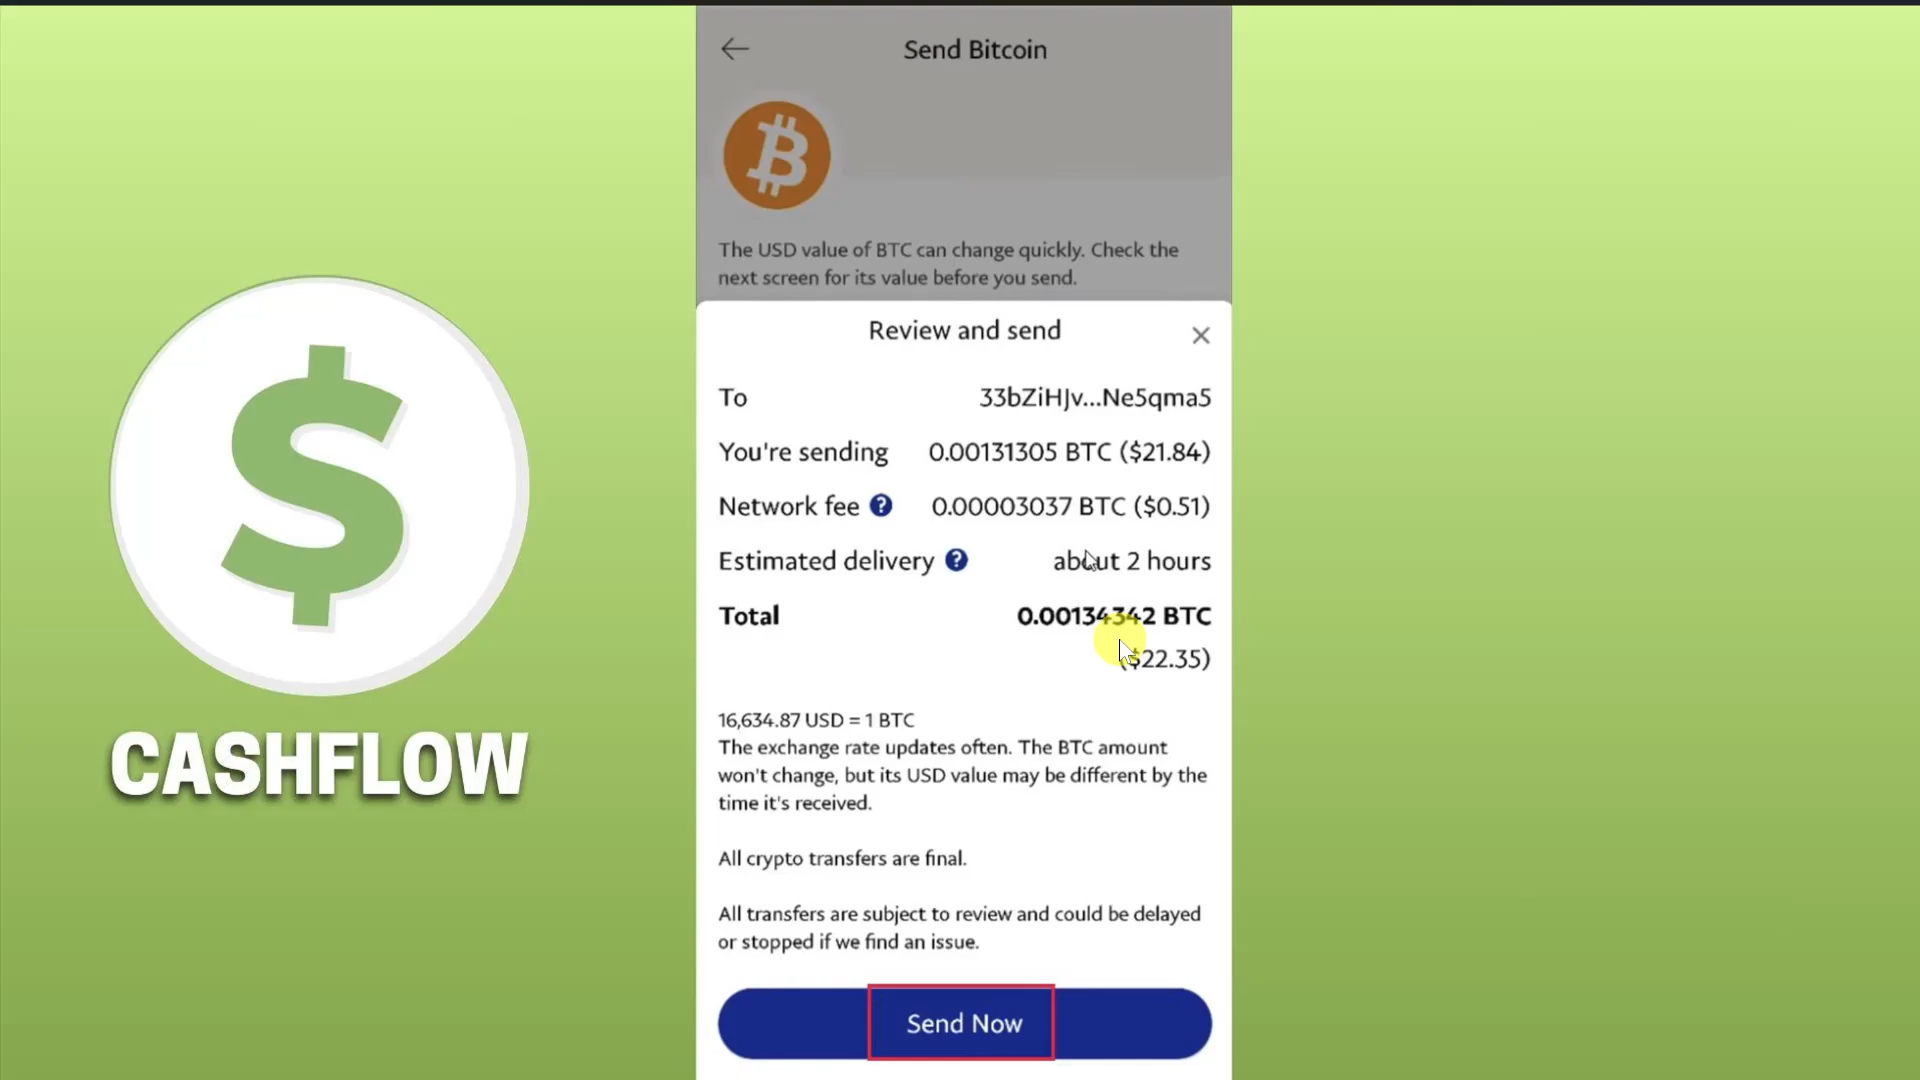 Send Bitcoin
The USD value of BTC can change quickly. Check the
next screen for its value before you send.
Review and send
To 33bZiHJv...Ne5qma5
You're sending 0.00131305 BTC ($21.84)
Network fee ? 0.00003037 BTC ($0.51)
Estimated delivery ? about 2 hours
Total 0.00134342 BTC
($22.35)
16,634.87 USD = 1 BTC
The exchange rate updates often. The BTC amount
won't change, but its USD value may be different by the
time it's received.
All crypto transfers are final.
All transfers are subject to review and could be delayed
or stopped if we find an issue.
Send Now
$
CASHFLOW